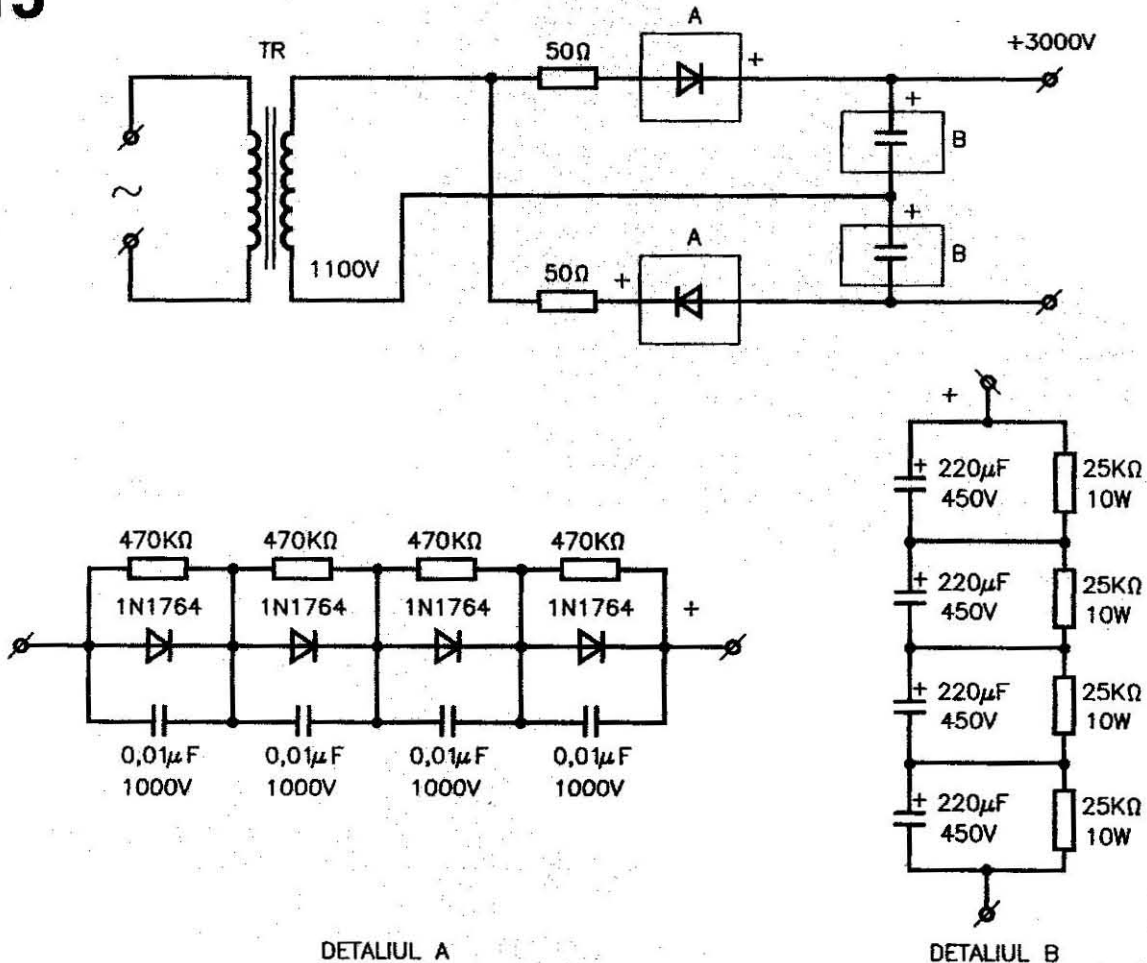 TR
50Ω
A
+
+3000V
+
B
~
1100V
50Ω
+
A
+
B
470KΩ 470KΩ 470KΩ 470KΩ
1N1764 1N1764 1N1764 1N1764 +
0,01µF 0,01µF 0,01µF 0,01µF
1000V 1000V 1000V 1000V
DETALIUL A
+
+ 220µF 25KΩ
450V 10W
+ 220µF 25KΩ
450V 10W
+ 220µF 25KΩ
450V 10W
+ 220µF 25KΩ
450V 10W
DETALIUL B